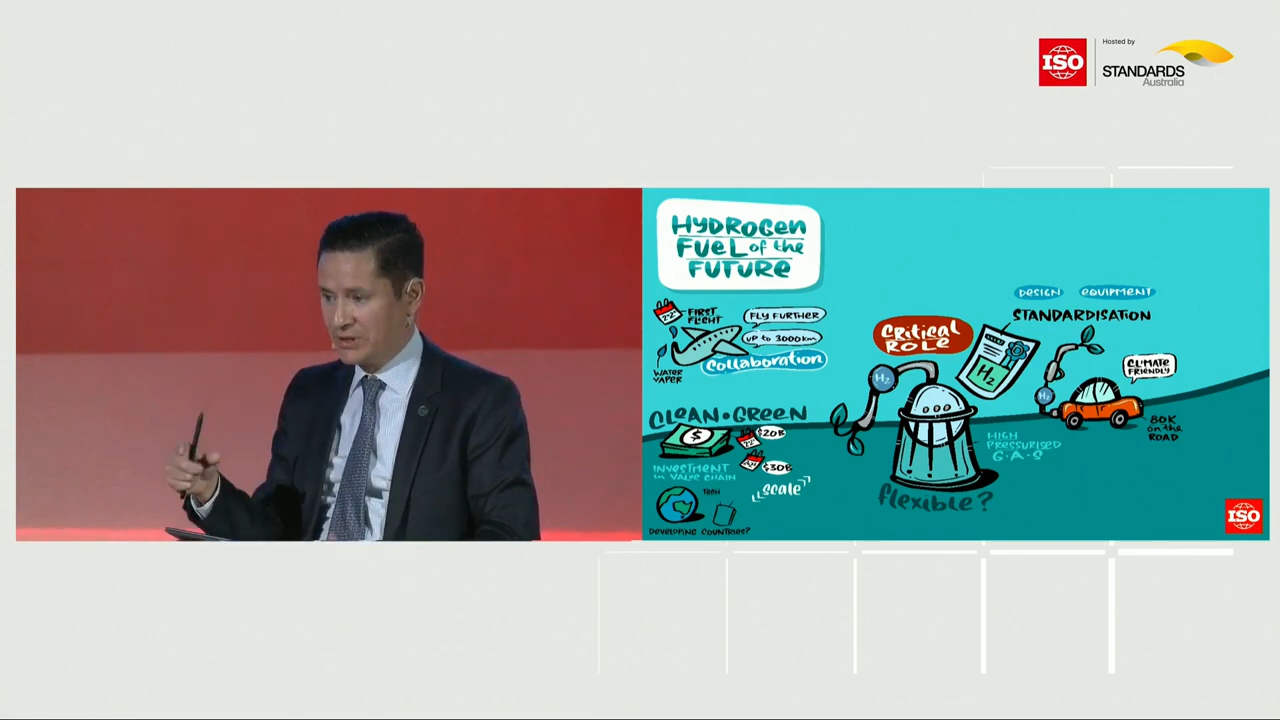 ISO
Hosted by
STANDARDS
Australia
HYDROGEN
FUEL of the
FUTURE
FIRST
FLIGHT
FLY FURTHER
UP to 3000km
Collaboration
WATER
VAPER
CLEAN • GREEN
$
$20B
$30B
INVESTMENT
in VALUE CHAIN
scale
TECH
DEVELOPING COUNTRIES?
Critical
ROLE
DESIGN EQUIPMENT
STANDARDISATION
H2
H2
H2
CLIMATE
FRIENDLY
80K
on the
ROAD
HIGH
PRESSURISED
G.A.S
flexible?
ISO